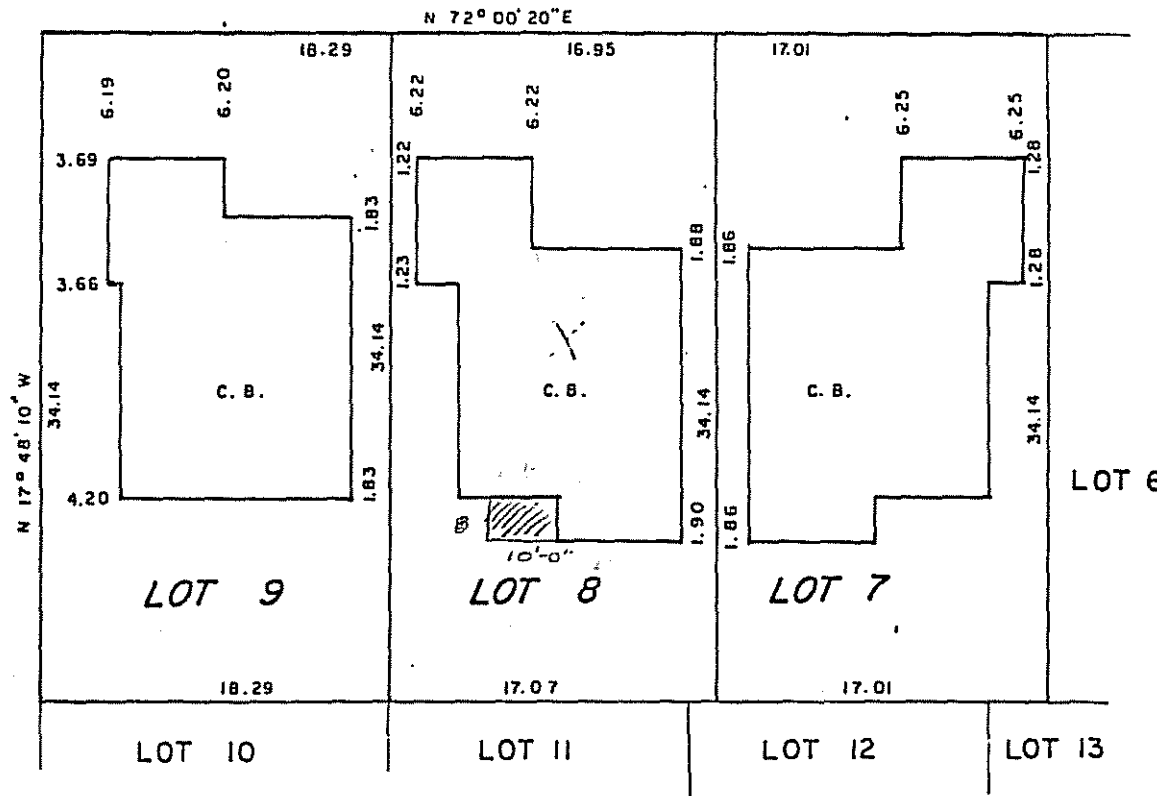 N 72° 00' 20" E
18.29
16.95
17.01
6.19
6.20
6.22
6.22
6.25
6.25
3.69
1.22
1.28
1.83
1.88
1.86
3.66
1.23
1.28
N 17° 48' 10" W
34.14
34.14
34.14
34.14
C. B.
C. B.
C. B.
4.20
1.83
1.90
1.86
LOT 6
10'-0"
LOT 9
LOT 8
LOT 7
18.29
17.07
17.01
LOT 10
LOT 11
LOT 12
LOT 13